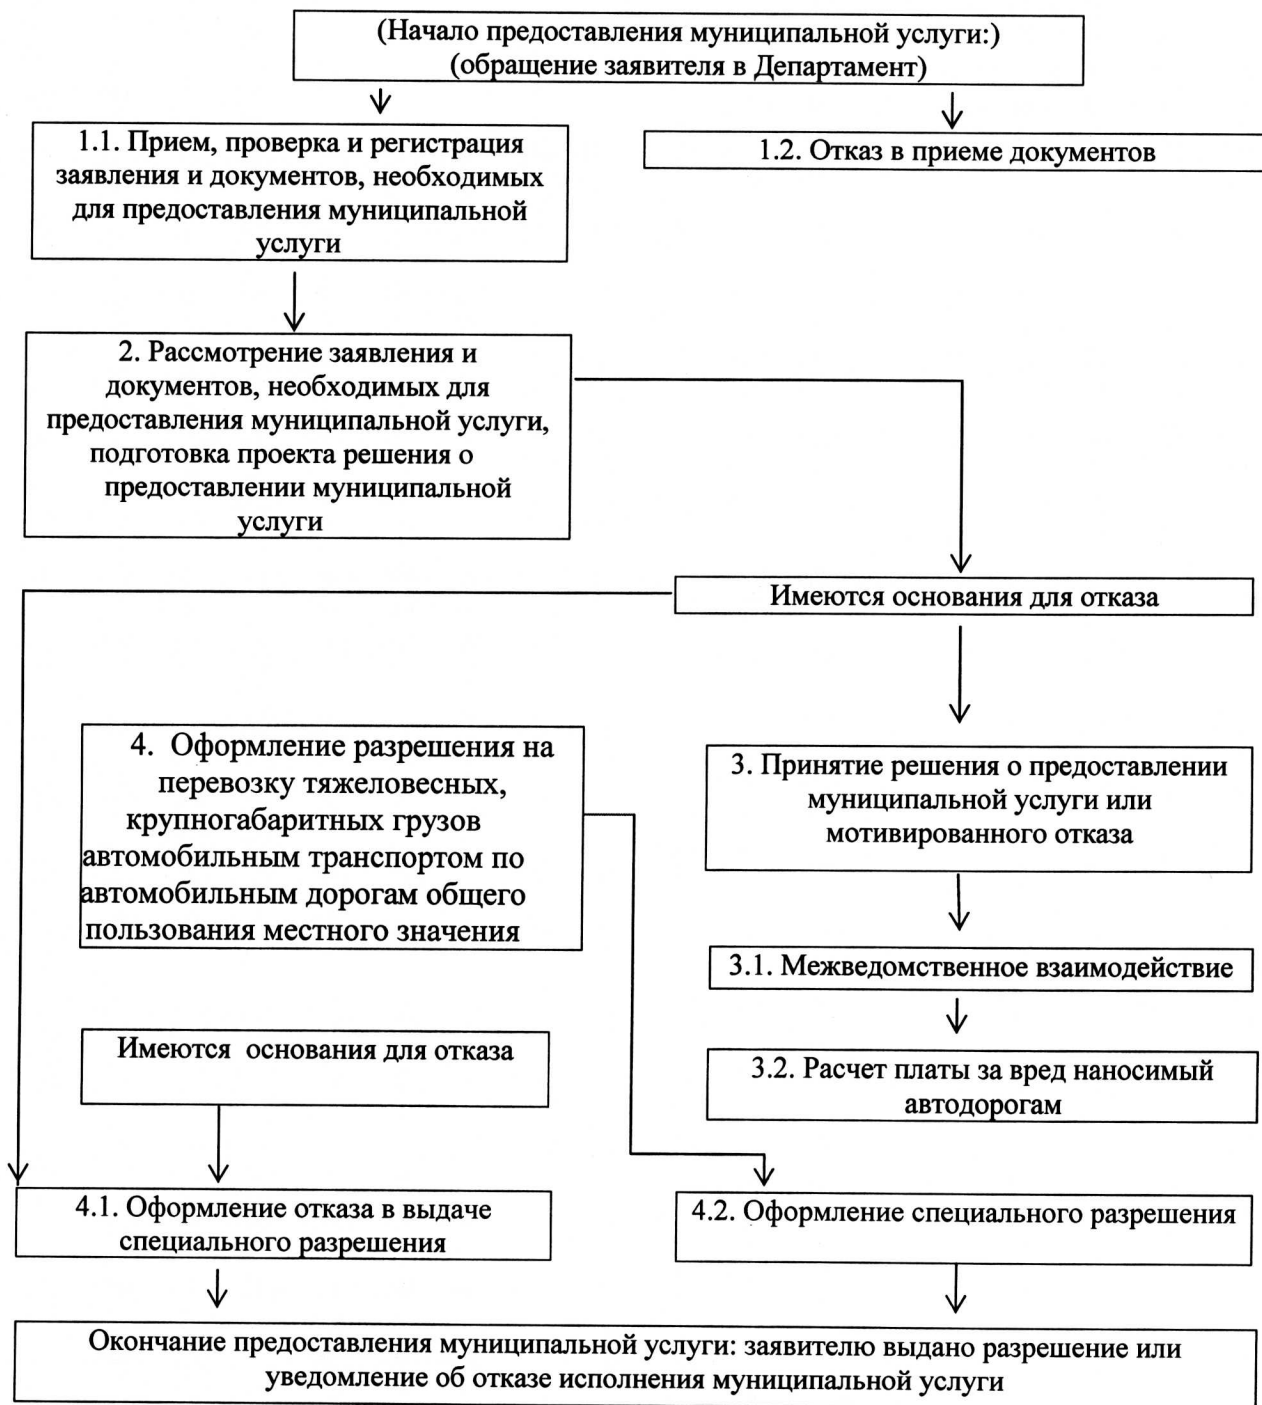 (Начало предоставления муниципальной услуги:)
(обращение заявителя в Департамент)
1.1. Прием, проверка и регистрация
заявления и документов, необходимых
для предоставления муниципальной
услуги
1.2. Отказ в приеме документов
2. Рассмотрение заявления и
документов, необходимых для
предоставления муниципальной услуги,
подготовка проекта решения о
предоставлении муниципальной
услуги
Имеются основания для отказа
4. Оформление разрешения на
перевозку тяжеловесных,
крупногабаритных грузов
автомобильным транспортом по
автомобильным дорогам общего
пользования местного значения
3. Принятие решения о предоставлении
муниципальной услуги или
мотивированного отказа
3.1. Межведомственное взаимодействие
Имеются основания для отказа
3.2. Расчет платы за вред наносимый
автодорогам
4.1. Оформление отказа в выдаче
специального разрешения
4.2. Оформление специального разрешения
Окончание предоставления муниципальной услуги: заявителю выдано разрешение или
уведомление об отказе исполнения муниципальной услуги